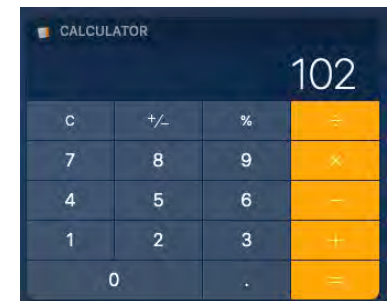 CALCULATOR
102
C +/- % ÷
7 8 9 ×
4 5 6 −
1 2 3 +
0 . =